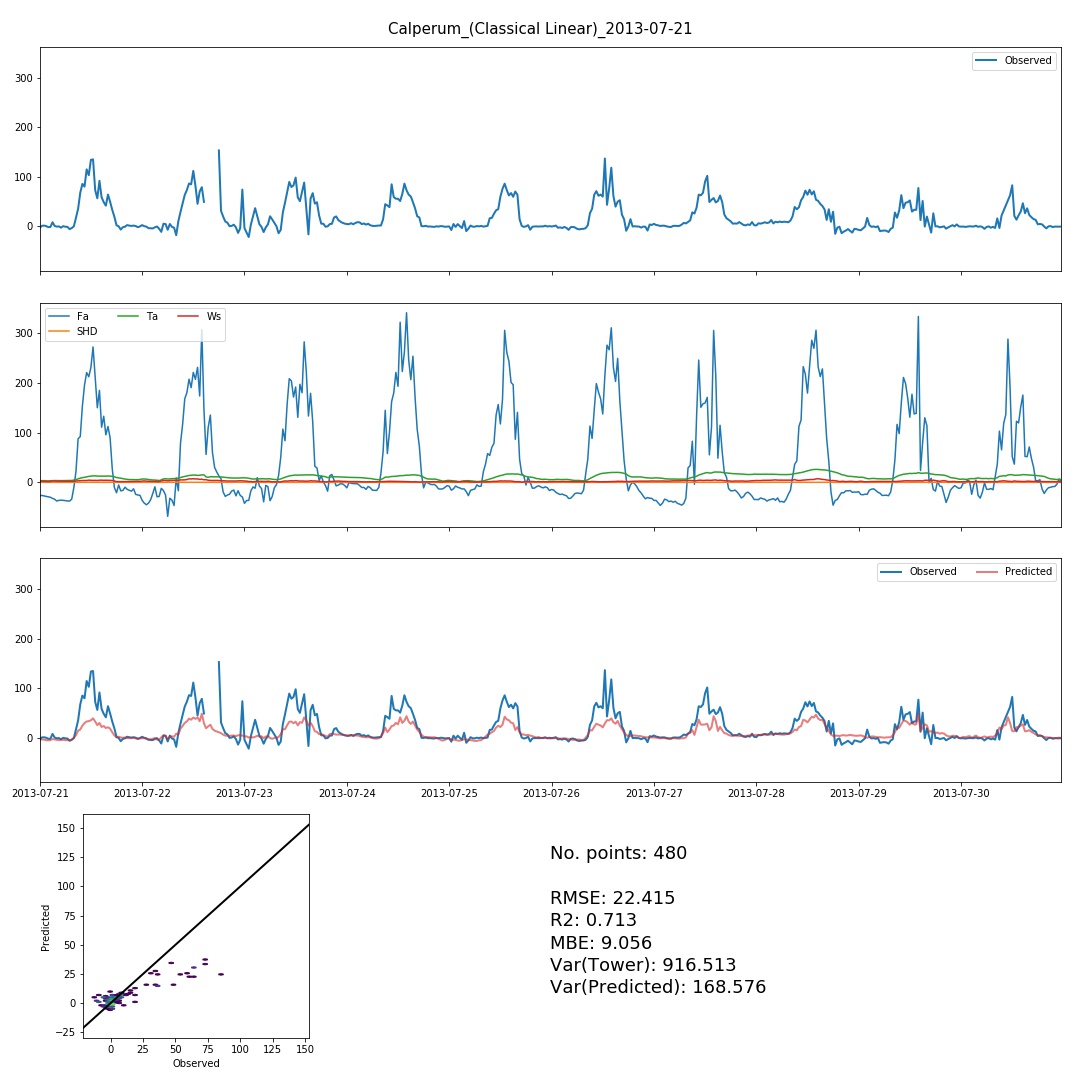 Calperum_(Classical Linear)_2013-07-21
Observed
300
200
100
0
Fa Ta Ws
SHD
300
200
100
0
Observed Predicted
300
200
100
0
2013-07-21 2013-07-22 2013-07-23 2013-07-24 2013-07-25 2013-07-26 2013-07-27 2013-07-28 2013-07-29 2013-07-30
150
125
100
75
50
25
0
−25
Predicted
0 25 50 75 100 125 150
Observed
No. points: 480
RMSE: 22.415
R2: 0.713
MBE: 9.056
Var(Tower): 916.513
Var(Predicted): 168.576